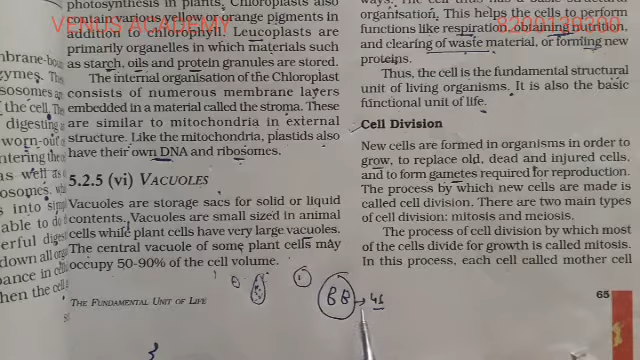 VENUS ACADEMY
8200139300
photosynthesis in plants. Chloroplasts also
contain various yellow or orange pigments in
addition to chlorophyll. Leucoplasts are
primarily organelles in which materials such
as starch, oils and protein granules are stored.
The internal organisation of the Chloroplast
consists of numerous membrane layers
embedded in a material called the stroma. These
are similar to mitochondria in external
structure. Like the mitochondria, plastids also
have their own DNA and ribosomes.
5.2.5 (vi) VACUOLES
Vacuoles are storage sacs for solid or liquid
contents. Vacuoles are small sized in animal
cells while plant cells have very large vacuoles.
The central vacuole of some plant cells may
occupy 50-90% of the cell volume.
THE FUNDAMENTAL UNIT OF LIFE
organisation. This helps the cells to perform
functions like respiration, obtaining nutrition,
and clearing of waste material, or forming new
proteins.
Thus, the cell is the fundamental structural
unit of living organisms. It is also the basic
functional unit of life.
Cell Division
New cells are formed in organisms in order to
grow, to replace old, dead and injured cells,
and to form gametes required for reproduction.
The process by which new cells are made is
called cell division. There are two main types
of cell division: mitosis and meiosis.
The process of cell division by which most
of the cells divide for growth is called mitosis.
In this process, each cell called mother cell
65